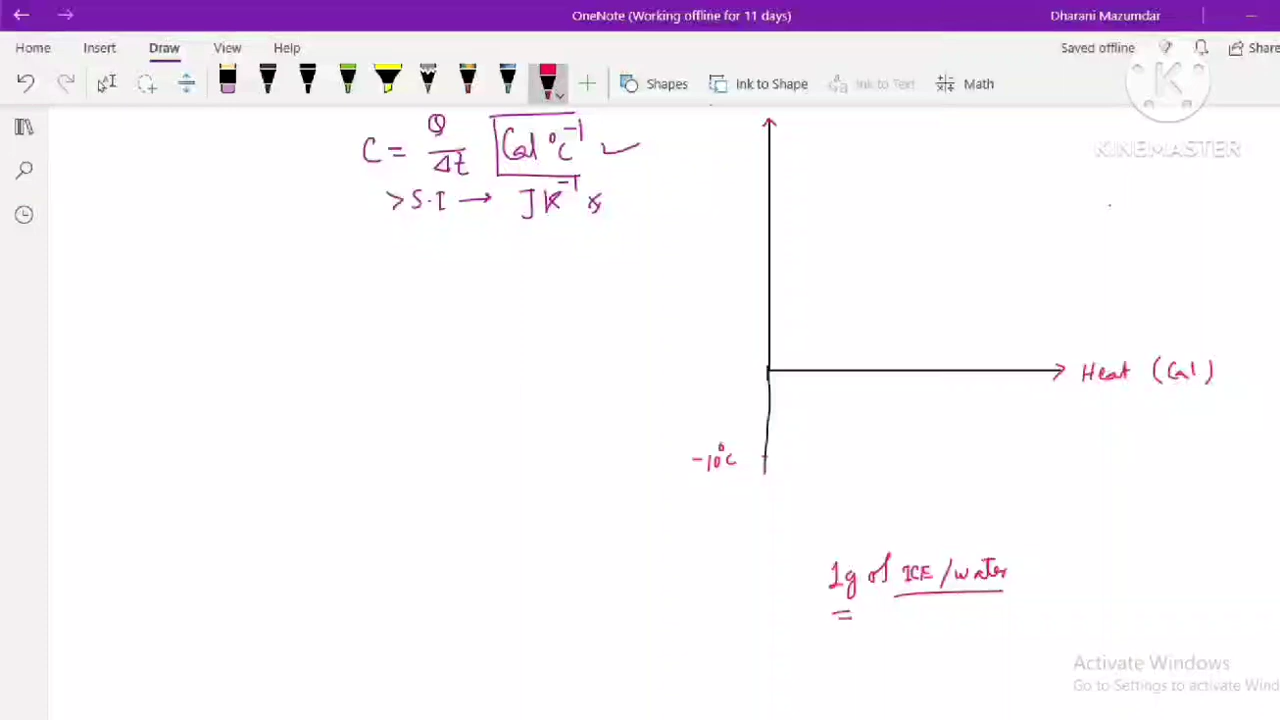 OneNote (Working offline for 11 days)
Dharani Mazumdar
Home Insert Draw View Help
Saved offline
Share
Shapes
Ink to Shape
Ink to Text
Math
KINEMASTER
C = Q/Δt Cal °C⁻¹
> S.I → J K⁻¹
Heat (Cal)
-10°C
1g of ICE/water
Activate Windows
Go to Settings to activate Wind